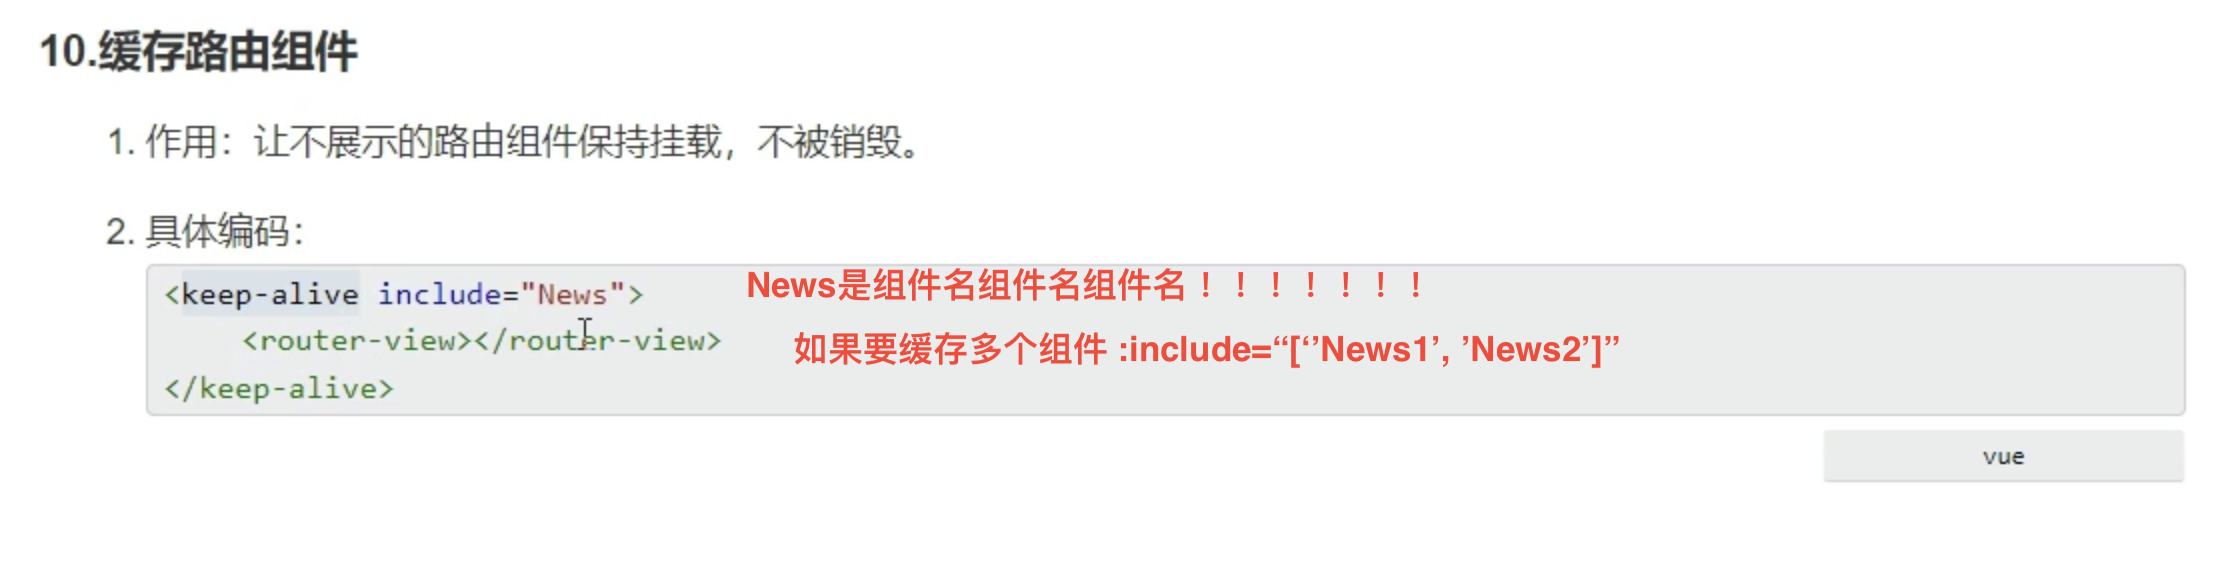 10.缓存路由组件
1. 作用：让不展示的路由组件保持挂载，不被销毁。
2. 具体编码：
<keep-alive include="News"> News是组件名组件名组件名！！！！！！！
<router-view></router-view> 如果要缓存多个组件 :include=“[‘’News1’, ’News2’]”
</keep-alive>
vue